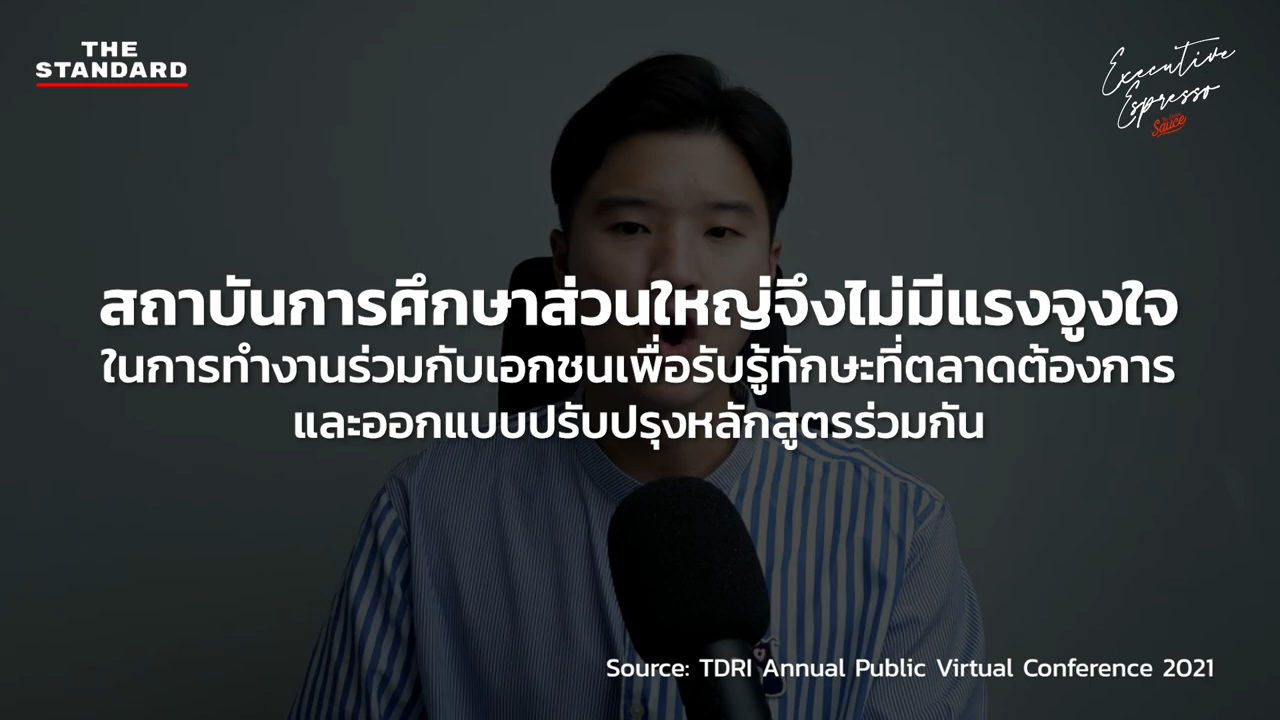 THE
STANDARD
Executive
Espresso
Sauce
สถาบันการศึกษาส่วนใหญ่จึงไม่มีแรงจูงใจ
ในการทำงานร่วมกับเอกชนเพื่อรับรู้ทักษะที่ตลาดต้องการ
และออกแบบปรับปรุงหลักสูตรร่วมกัน
Source: TDRI Annual Public Virtual Conference 2021